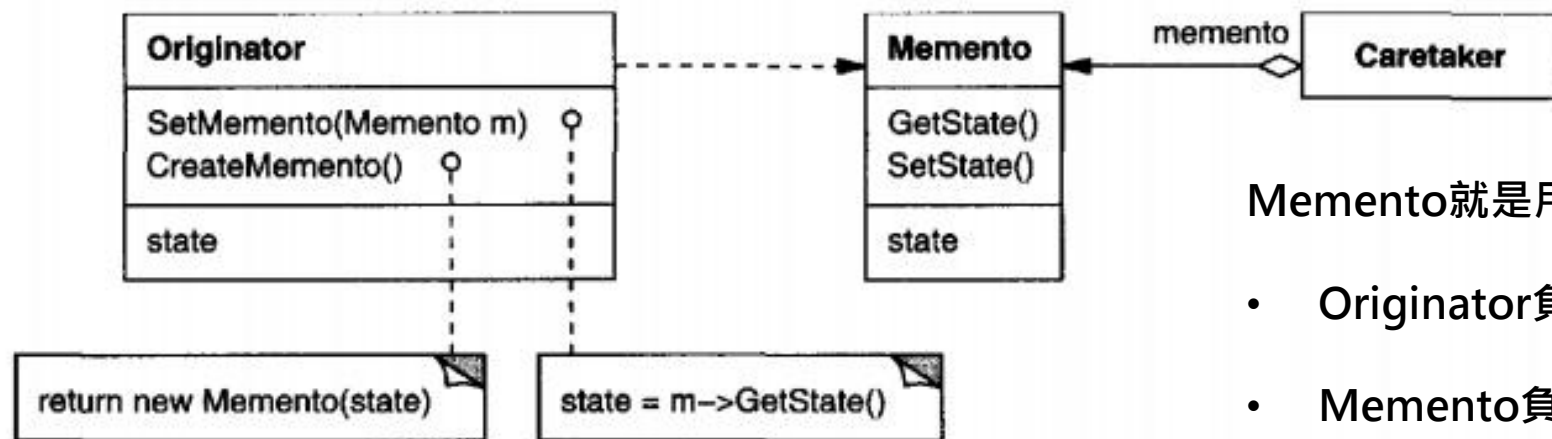 Originator
SetMemento(Memento m)
CreateMemento()
state
return new Memento(state)
state = m->GetState()
Memento
GetState()
SetState()
state
memento
Caretaker
Memento就是用
• Originator負
• Memento負